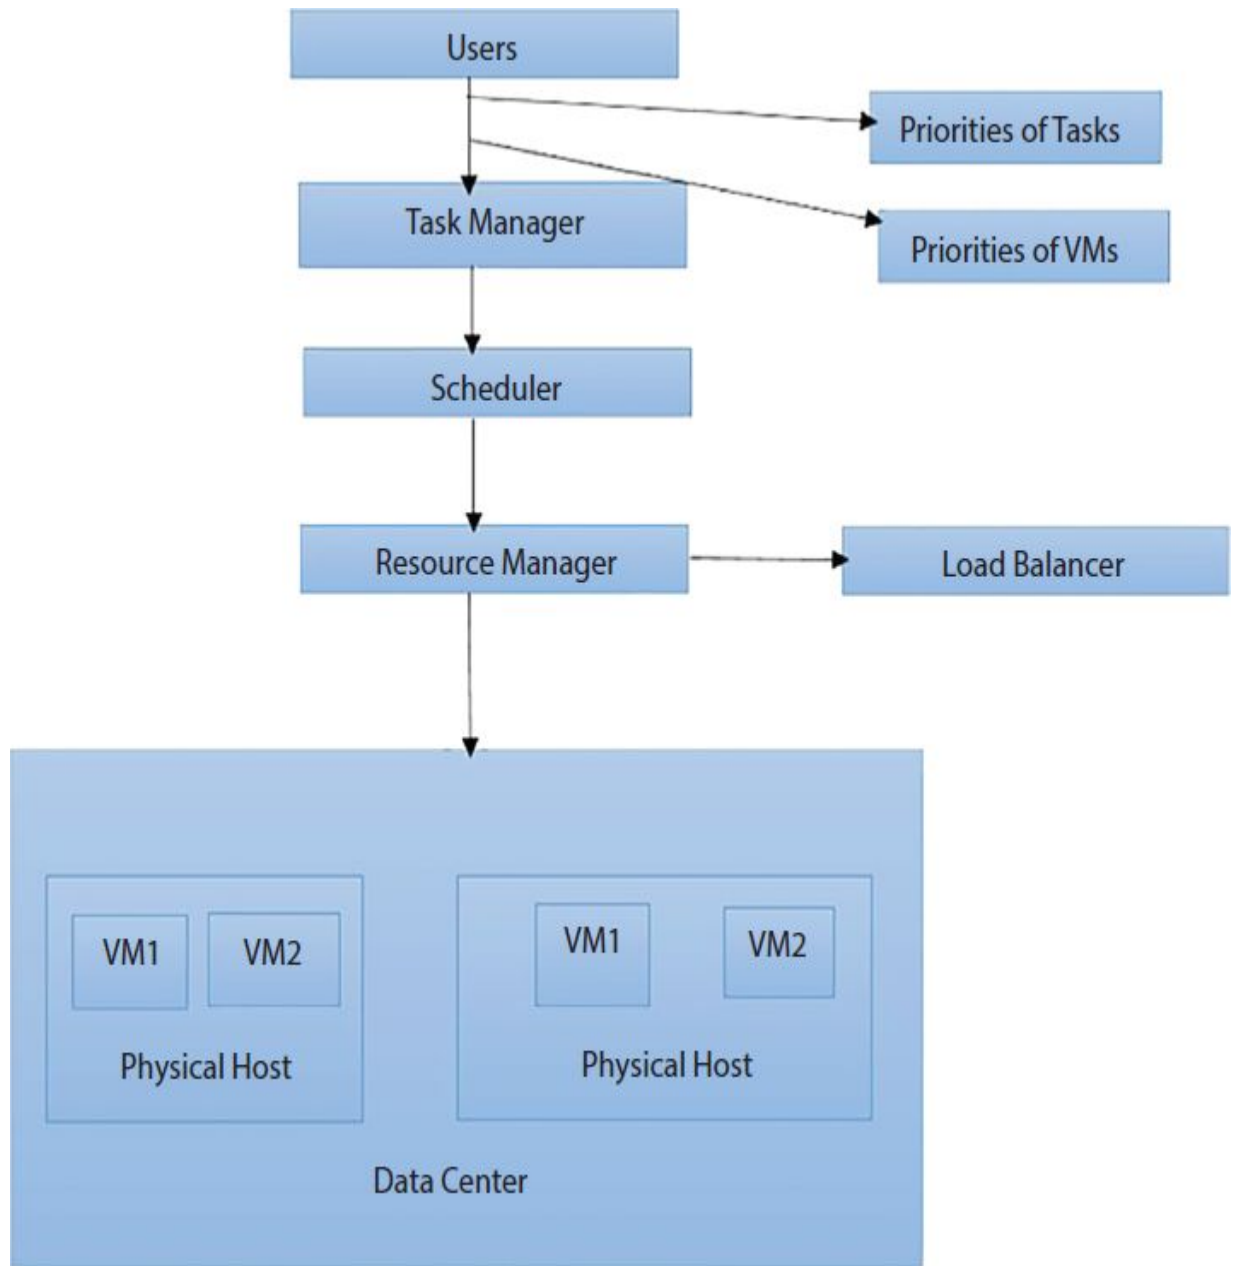 Users
Priorities of Tasks
Task Manager
Priorities of VMs
Scheduler
Resource Manager
Load Balancer
VM1
VM2
Physical Host
VM1
VM2
Physical Host
Data Center